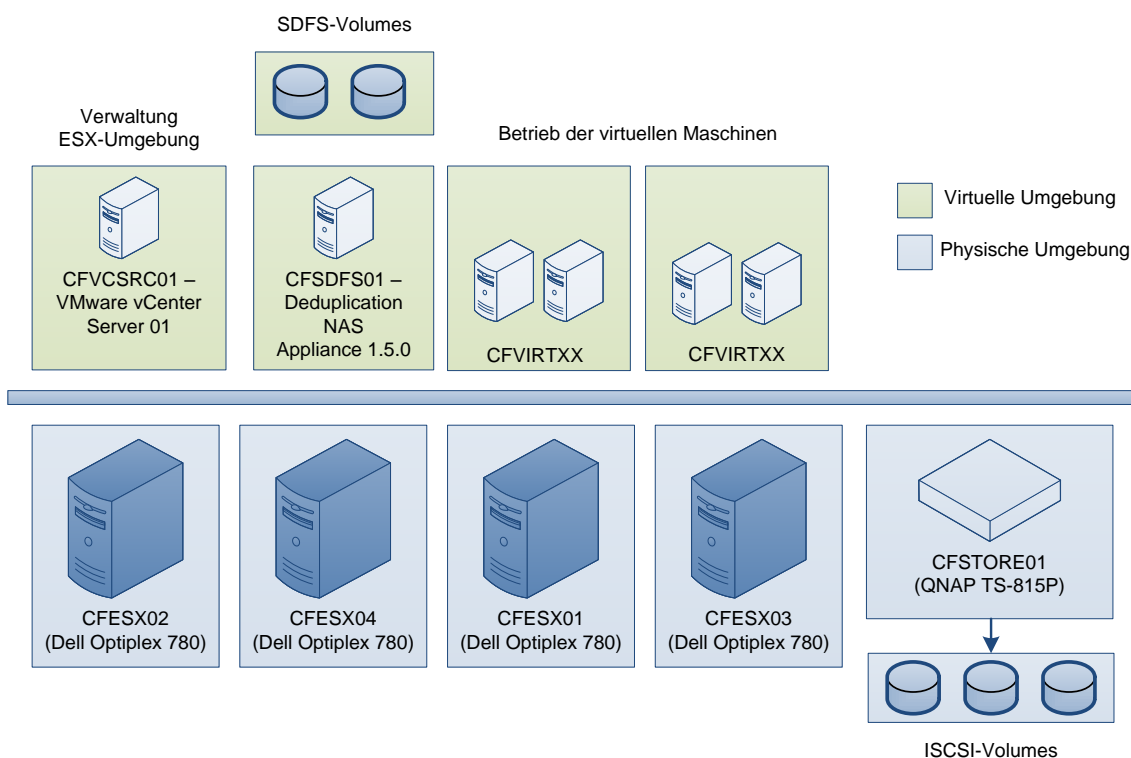 SDFS-Volumes
Verwaltung
ESX-Umgebung
Betrieb der virtuellen Maschinen
CFVCSRC01 –
VMware vCenter
Server 01
CFSDFS01 –
Deduplication
NAS
Appliance 1.5.0
CFVIRTXX
CFVIRTXX
Virtuelle Umgebung
Physische Umgebung
CFESX02
(Dell Optiplex 780)
CFESX04
(Dell Optiplex 780)
CFESX01
(Dell Optiplex 780)
CFESX03
(Dell Optiplex 780)
CFSTORE01
(QNAP TS-815P)
ISCSI-Volumes